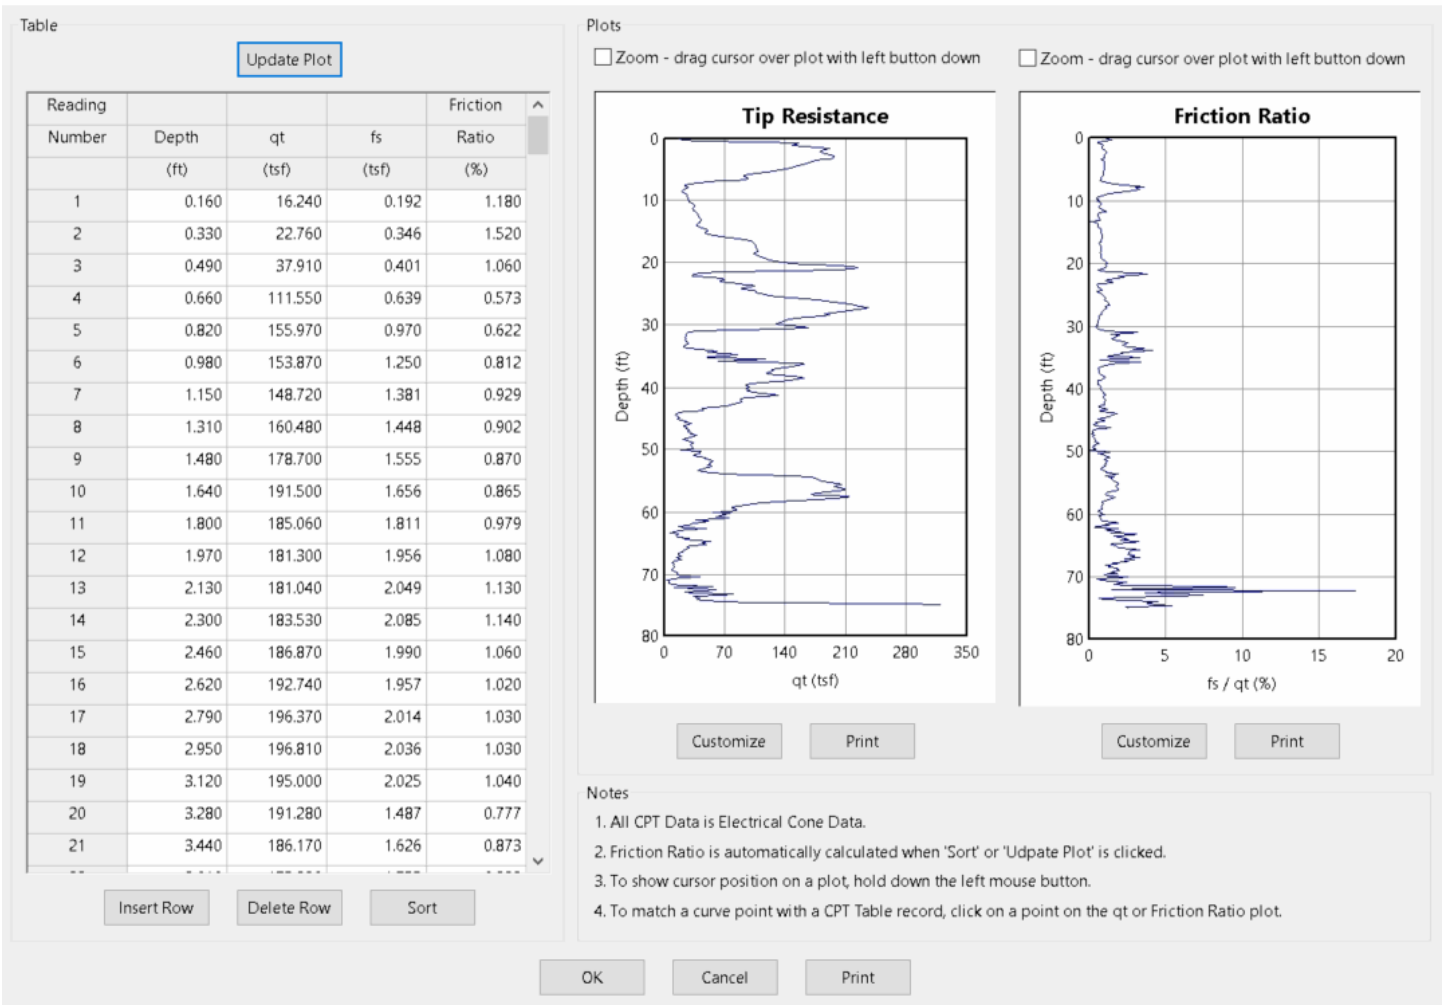 Table
Update Plot
Reading Friction
Number Depth qt fs Ratio
(ft) (tsf) (tsf) (%)
1 0.160 16.240 0.192 1.180
2 0.330 22.760 0.346 1.520
3 0.490 37.910 0.401 1.060
4 0.660 111.550 0.639 0.573
5 0.820 155.970 0.970 0.622
6 0.980 153.870 1.250 0.812
7 1.150 148.720 1.381 0.929
8 1.310 160.480 1.448 0.902
9 1.480 178.700 1.555 0.870
10 1.640 191.500 1.656 0.865
11 1.800 185.060 1.811 0.979
12 1.970 181.300 1.956 1.080
13 2.130 181.040 2.049 1.130
14 2.300 183.530 2.085 1.140
15 2.460 186.870 1.990 1.060
16 2.620 192.740 1.957 1.020
17 2.790 196.370 2.014 1.030
18 2.950 196.810 2.036 1.030
19 3.120 195.000 2.025 1.040
20 3.280 191.280 1.487 0.777
21 3.440 186.170 1.626 0.873
Insert Row Delete Row Sort
Plots
Zoom - drag cursor over plot with left button down
Tip Resistance
0
10
20
30
40
50
60
70
80
Depth (ft)
0 70 140 210 280 350
qt (tsf)
Customize Print
Zoom - drag cursor over plot with left button down
Friction Ratio
0
10
20
30
40
50
60
70
80
Depth (ft)
0 5 10 15 20
fs / qt (%)
Customize Print
Notes
1. All CPT Data is Electrical Cone Data.
2. Friction Ratio is automatically calculated when 'Sort' or 'Udpate Plot' is clicked.
3. To show cursor position on a plot, hold down the left mouse button.
4. To match a curve point with a CPT Table record, click on a point on the qt or Friction Ratio plot.
OK Cancel Print